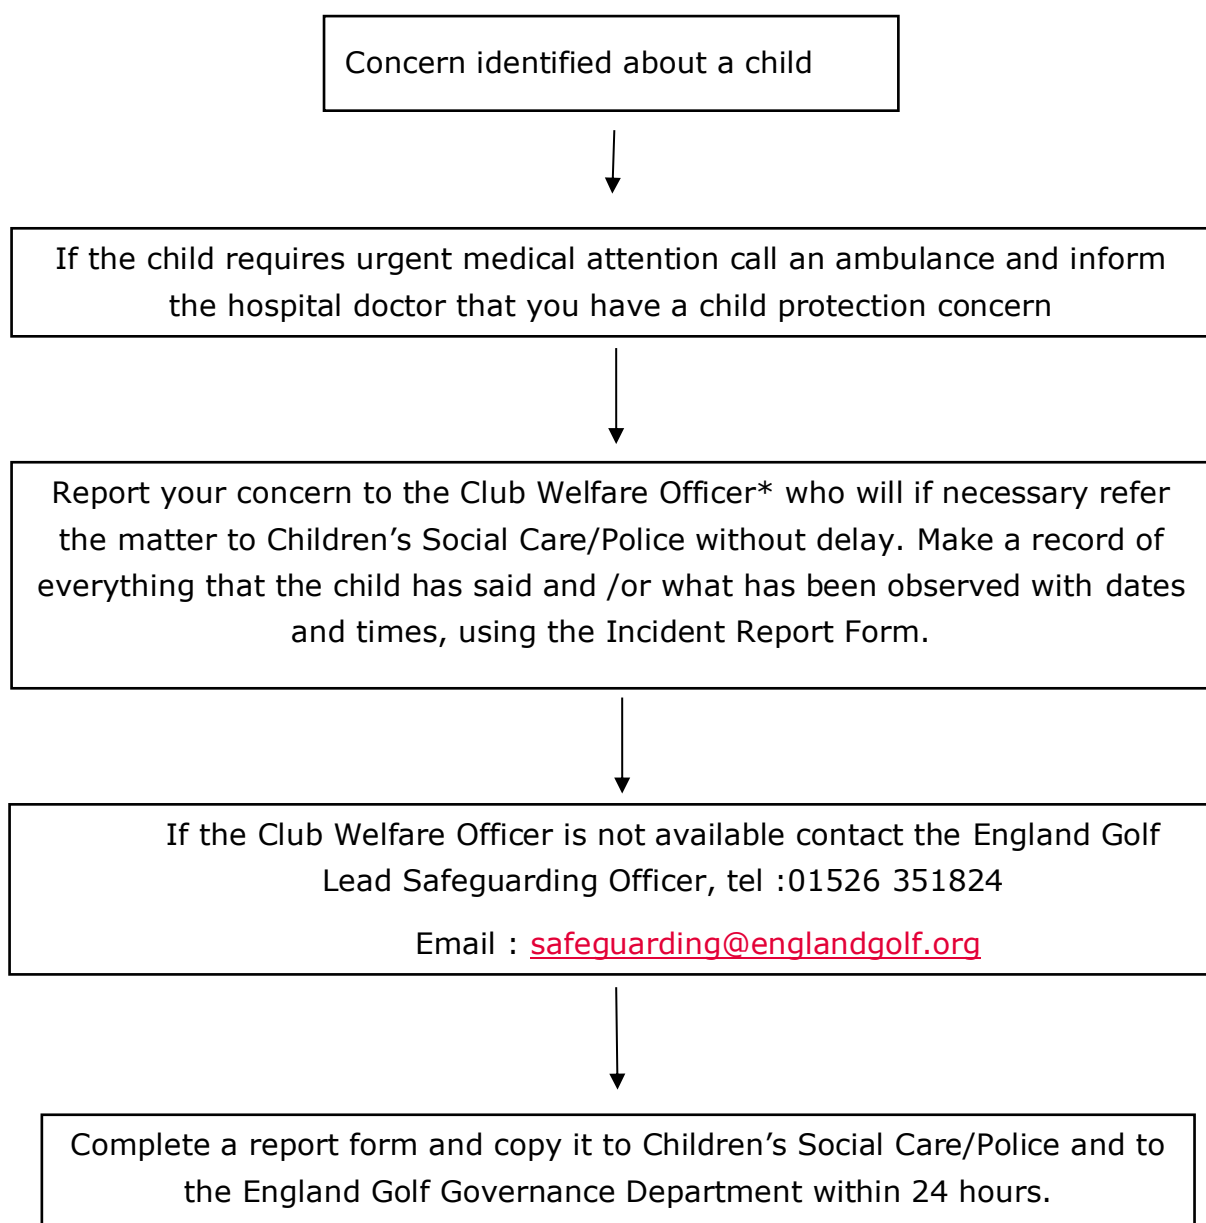 Concern identified about a child
If the child requires urgent medical attention call an ambulance and inform
the hospital doctor that you have a child protection concern
Report your concern to the Club Welfare Officer* who will if necessary refer
the matter to Children’s Social Care/Police without delay. Make a record of
everything that the child has said and /or what has been observed with dates
and times, using the Incident Report Form.
If the Club Welfare Officer is not available contact the England Golf
Lead Safeguarding Officer, tel :01526 351824
Email : safeguarding@englandgolf.org
Complete a report form and copy it to Children’s Social Care/Police and to
the England Golf Governance Department within 24 hours.